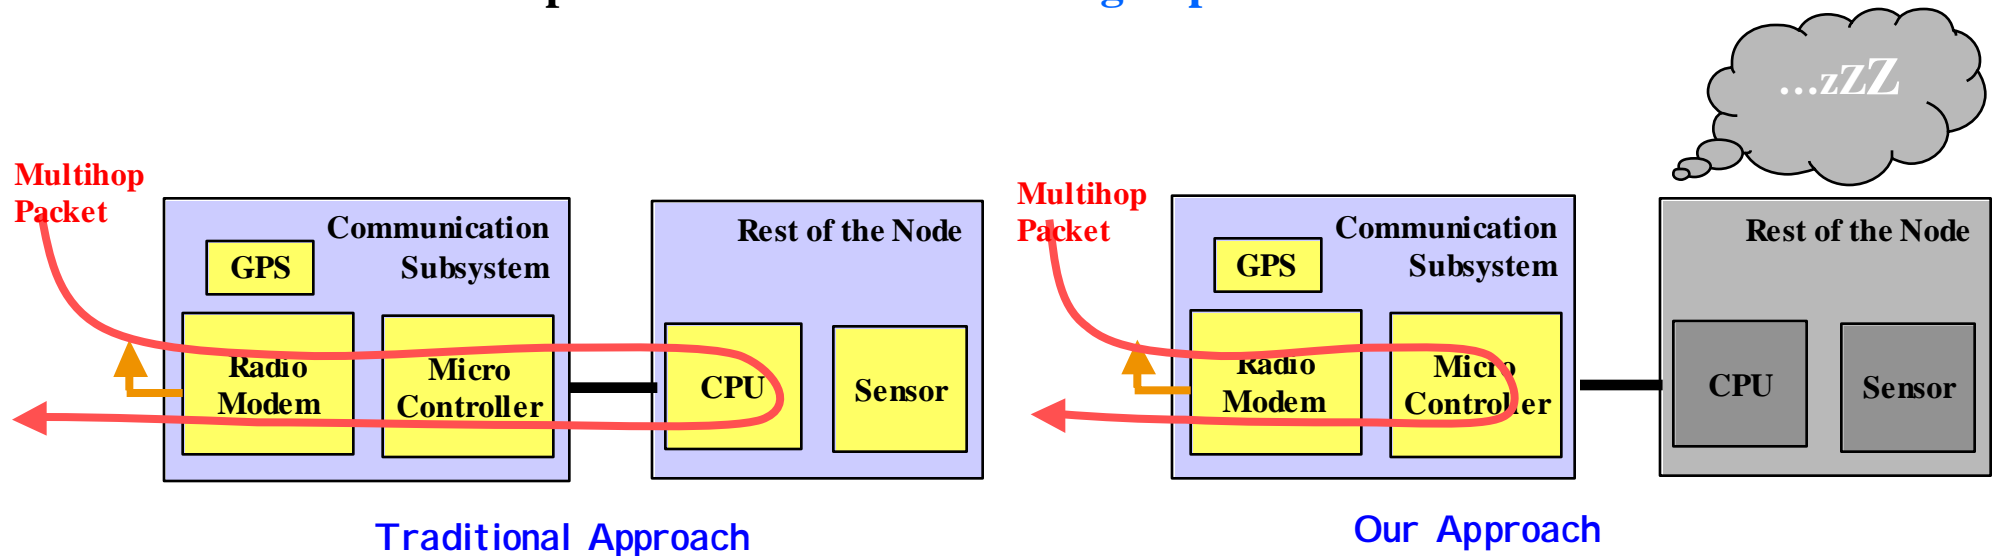 ...zZZ
Multihop
Packet
Communication
Subsystem
GPS
Radio
Modem
Micro
Controller
Rest of the Node
CPU
Sensor
Traditional Approach
Multihop
Packet
Communication
Subsystem
GPS
Radio
Modem
Micro
Controller
Rest of the Node
CPU
Sensor
Our Approach